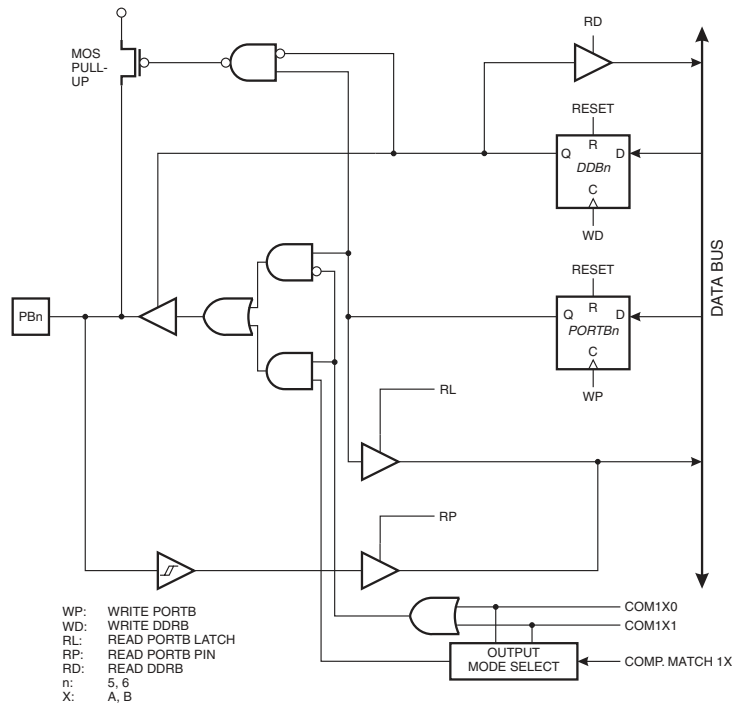 RD
MOS
PULL-
UP
RESET
R
Q
D
DDBn
C
WD
DATA BUS
RESET
R
Q
D
PORTBn
C
WP
PBn
RL
RP
WP: WRITE PORTB
WD: WRITE DDRB
RL: READ PORTB LATCH
RP: READ PORTB PIN
RD: READ DDRB
n: 5, 6
X: A, B
COM1X0
COM1X1
OUTPUT
MODE SELECT
COMP. MATCH 1X